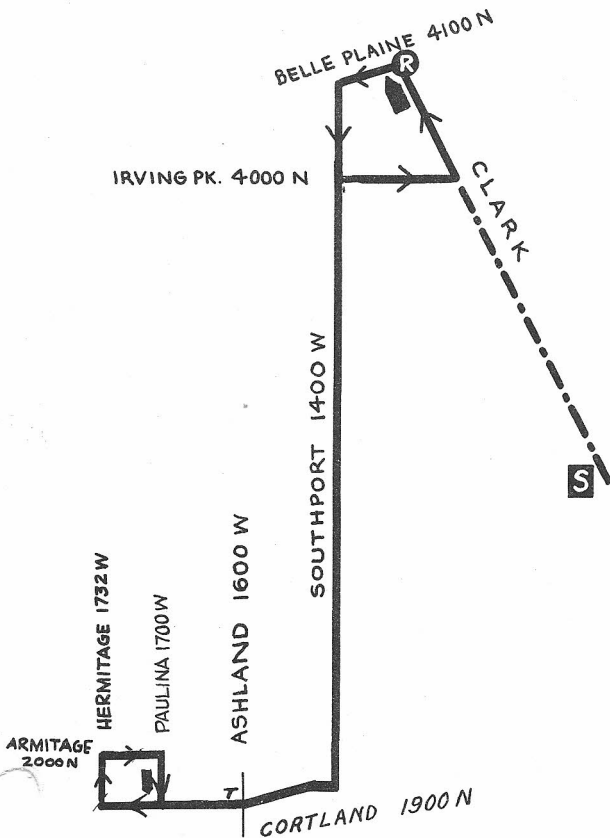 BELLE PLAINE 4100 N
R
IRVING PK. 4000 N
CLARK
S
SOUTHPORT 1400 W
ASHLAND 1600 W
HERMITAGE 1732 W
PAULINA 1700 W
ARMITAGE
2000 N
T
CORTLAND 1900 N